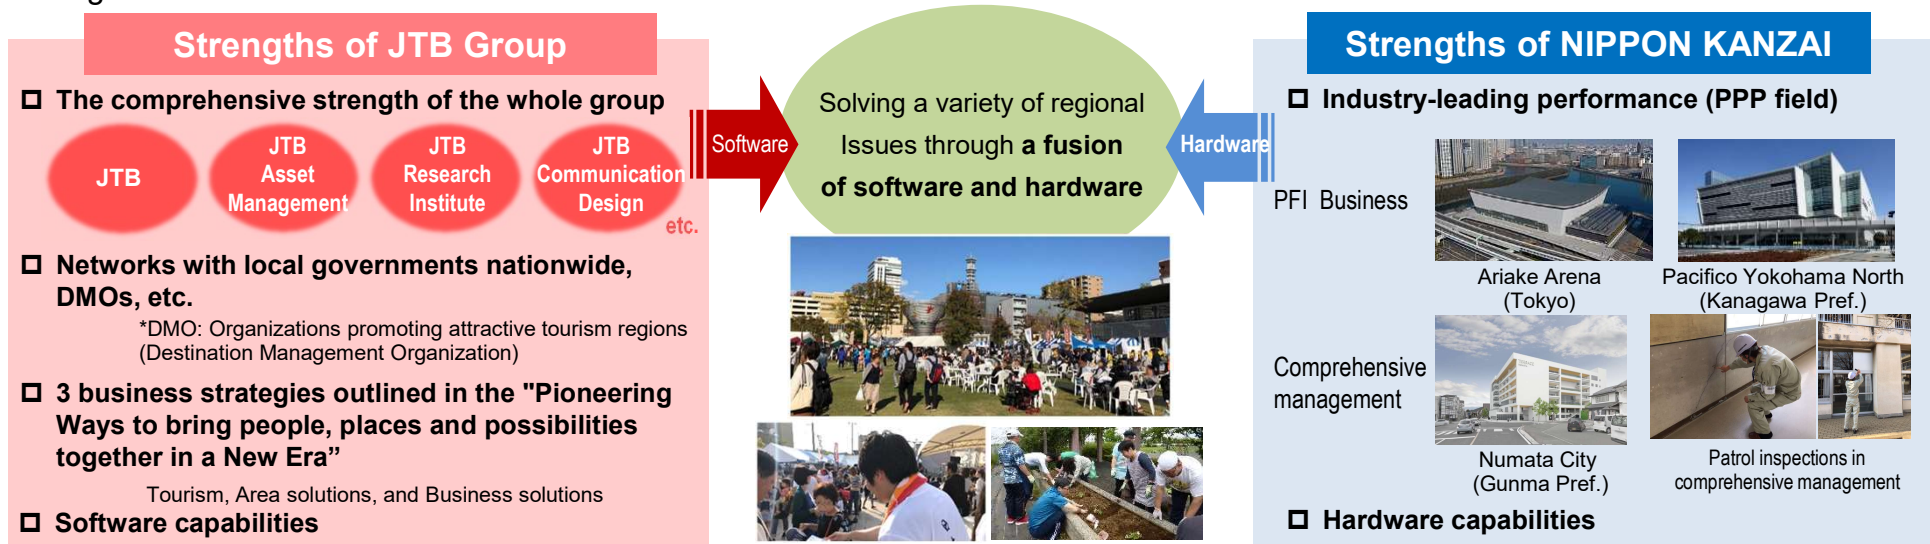 Strengths of JTB Group
The comprehensive strength of the whole group
JTB
JTB
Asset
Management
JTB
Research
Institute
JTB
Communication
Design
etc.
Networks with local governments nationwide,
DMOs, etc.
*DMO: Organizations promoting attractive tourism regions
(Destination Management Organization)
3 business strategies outlined in the "Pioneering
Ways to bring people, places and possibilities
together in a New Era”
Tourism, Area solutions, and Business solutions
Software capabilities
Software
Solving a variety of regional
Issues through a fusion
of software and hardware
Hardware
Strengths of NIPPON KANZAI
Industry-leading performance (PPP field)
PFI Business
Ariake Arena
(Tokyo)
Pacifico Yokohama North
(Kanagawa Pref.)
Comprehensive
management
Numata City
(Gunma Pref.)
Patrol inspections in
comprehensive management
Hardware capabilities